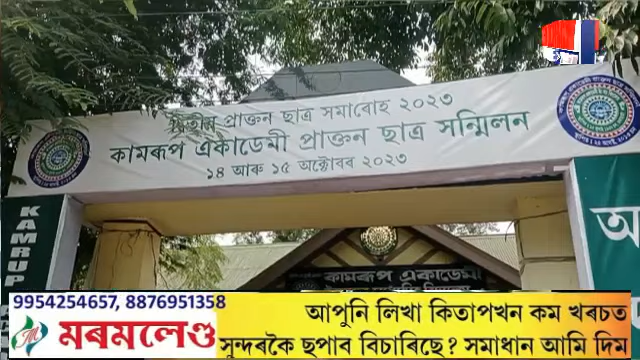 দ্বিতীয় প্ৰাক্তন ছাত্ৰ সমাবোহ ২০২৩
কামৰূপ একাডেমী প্ৰাক্তন ছাত্ৰ সন্মিলন
১৪ আৰু ১৫ অক্টোবৰ ২০২৩
KAMRUP
কামৰূপ একাডেমী
9954254657, 8876951358
মৰমলেণ্ড
আপুনি লিখা কিতাপখন কম খৰচত
সুন্দৰকৈ ছপাব বিচাৰিছে? সমাধান আমি দিম